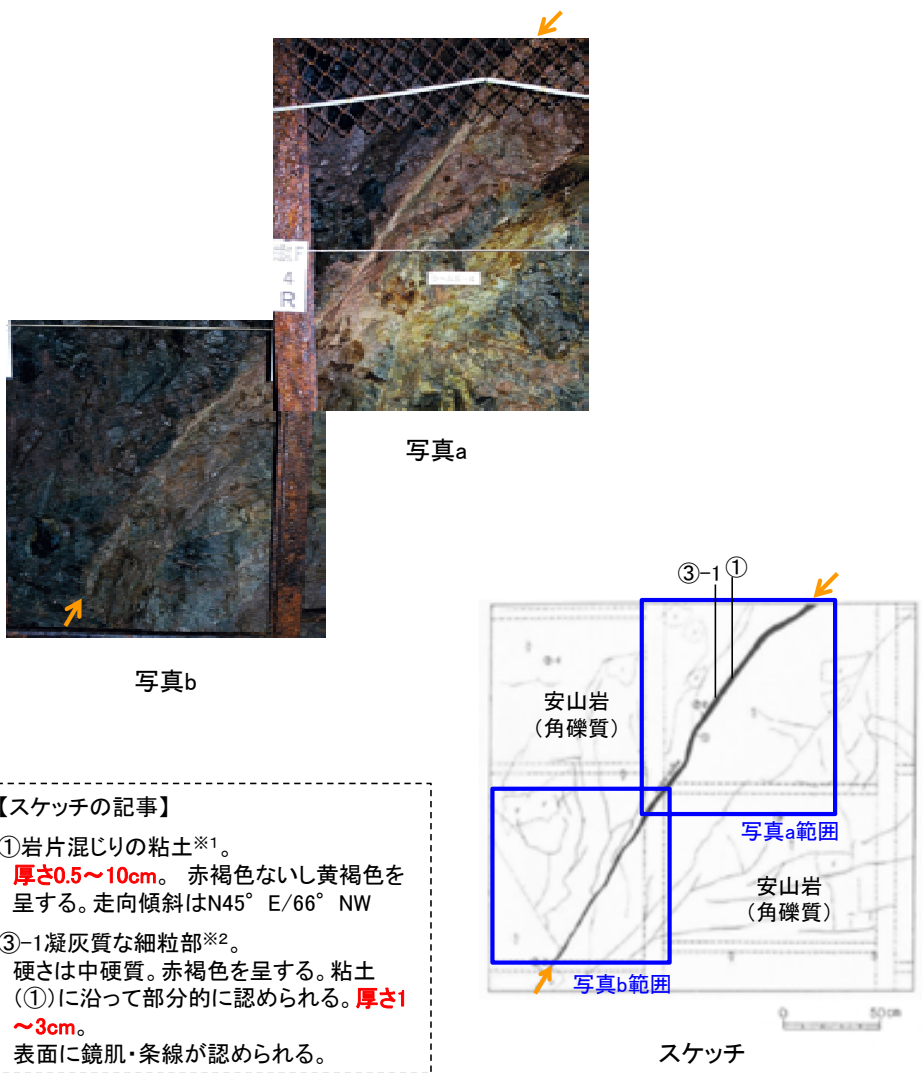 4
R
写真a
写真b
③-1
①
安山岩
（角礫質）
写真a範囲
安山岩
（角礫質）
写真b範囲
0 50cm
スケッチ
【スケッチの記事】
①岩片混じりの粘土※1。
厚さ0.5～10cm。 赤褐色ないし黄褐色を
呈する。走向傾斜はN45°E/66°NW
③-1凝灰質な細粒部※2。
硬さは中硬質。赤褐色を呈する。粘土
（①）に沿って部分的に認められる。厚さ1
～3cm。
表面に鏡肌・条線が認められる。